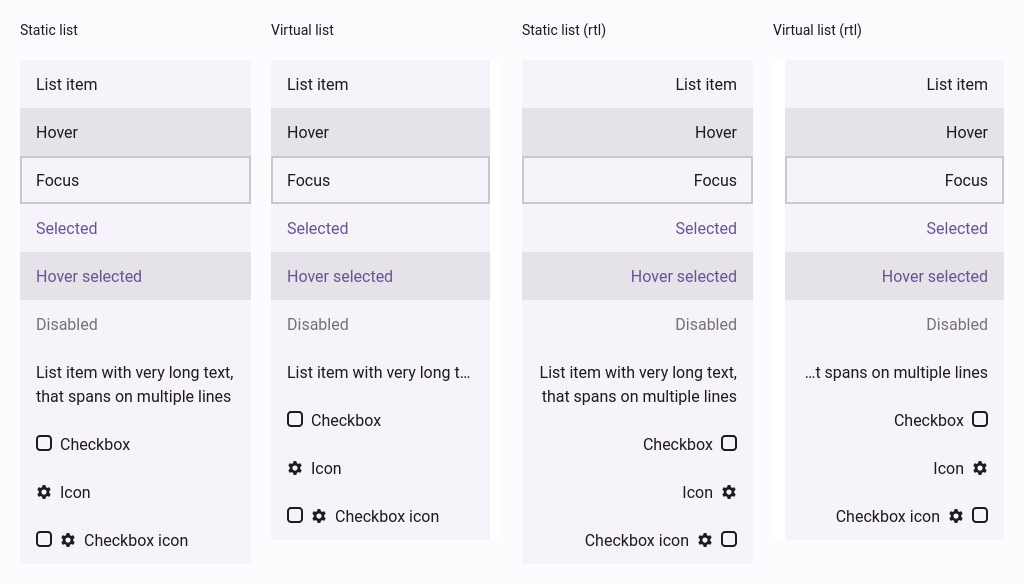 Static list
List item
Hover
Focus
Selected
Hover selected
Disabled
List item with very long text,
that spans on multiple lines
Checkbox
Icon
Checkbox icon
Virtual list
List item
Hover
Focus
Selected
Hover selected
Disabled
List item with very long t...
Checkbox
Icon
Checkbox icon
Static list (rtl)
List item
Hover
Focus
Selected
Hover selected
Disabled
List item with very long text,
that spans on multiple lines
Checkbox
Icon
Checkbox icon
Virtual list (rtl)
List item
Hover
Focus
Selected
Hover selected
Disabled
...t spans on multiple lines
Checkbox
Icon
Checkbox icon